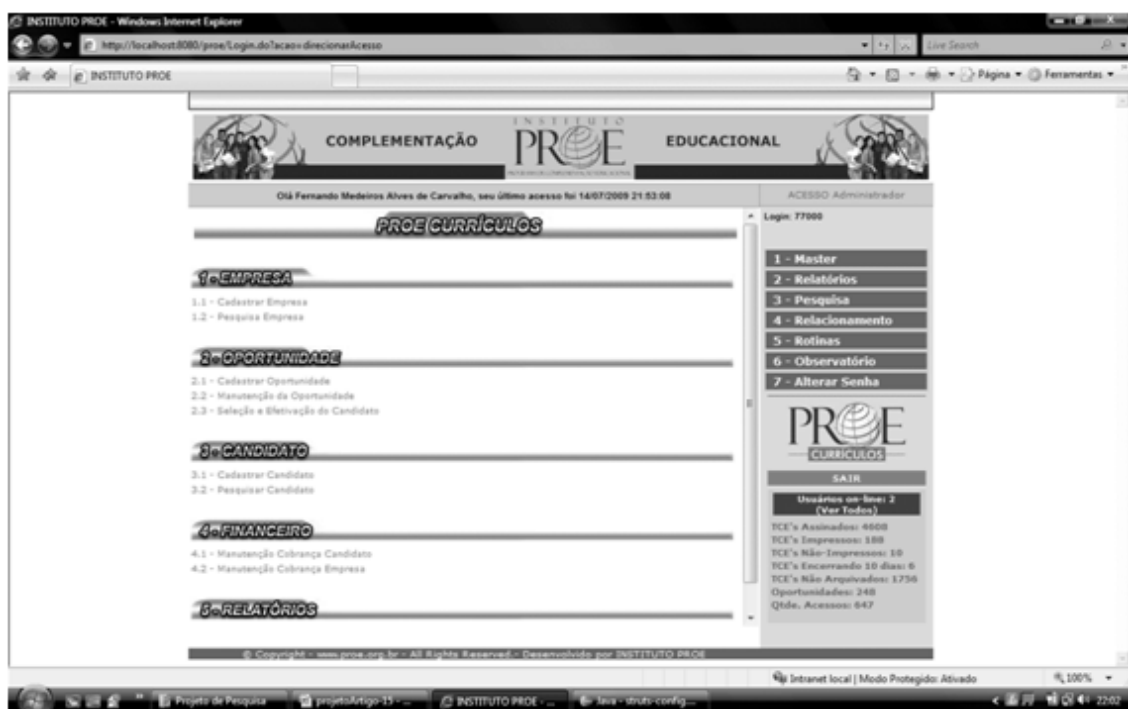 INSTITUTO PROE - Windows Internet Explorer
http://localhost:8080/proe/Login.do?acao=direcionarAcesso
Live Search
INSTITUTO PROE
Página
Ferramentas
COMPLEMENTAÇÃO
INSTITUTO
PROE
EDUCACIONAL
Olá Fernando Medeiros Alves de Carvalho, seu último acesso foi 14/07/2009 21:53:08
ACESSO Administrador
PROE CURRÍCULOS
1 - EMPRESA
1.1 - Cadastrar Empresa
1.2 - Pesquisa Empresa
2 - OPORTUNIDADE
2.1 - Cadastrar Oportunidade
2.2 - Manutenção da Oportunidade
2.3 - Seleção e Efetivação do Candidato
3 - CANDIDATO
3.1 - Cadastrar Candidato
3.2 - Pesquisar Candidato
4 - FINANCEIRO
4.1 - Manutenção Cobrança Candidato
4.2 - Manutenção Cobrança Empresa
5 - RELATÓRIOS
Login: 77000
1 - Master
2 - Relatórios
3 - Pesquisa
4 - Relacionamento
5 - Rotinas
6 - Observatório
7 - Alterar Senha
PROE
CURRÍCULOS
SAIR
Usuários on-line: 2
(Ver Todos)
TCE's Assinados: 4608
TCE's Impressos: 188
TCE's Não-Impressos: 10
TCE's Encerrando 10 dias: 6
TCE's Não Arquivados: 1756
Oportunidades: 248
Qtde. Acessos: 647
© Copyright - www.proe.org.br - All Rights Reserved.- Desenvolvido por INSTITUTO PROE
Intranet local | Modo Protegido: Ativado
100%
Projeto de Pesquisa
projetoArtigo-15 - ...
INSTITUTO PROE - ...
Java - struts-config....
22:02